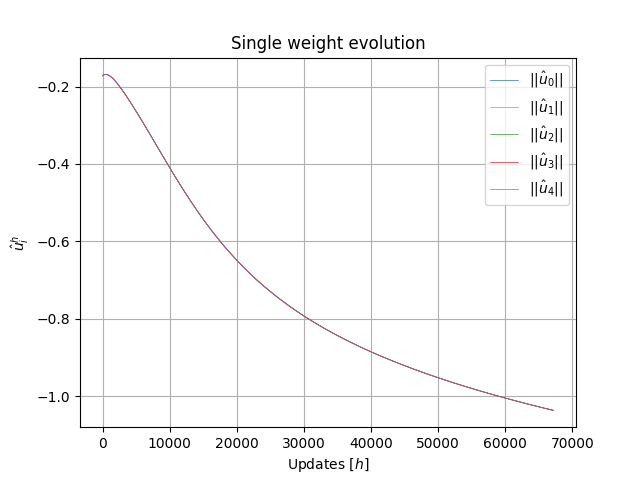 Single weight evolution
−0.2
−0.4
−0.6
−0.8
−1.0
û_i^h
||û_0||
||û_1||
||û_2||
||û_3||
||û_4||
0 10000 20000 30000 40000 50000 60000 70000
Updates [h]